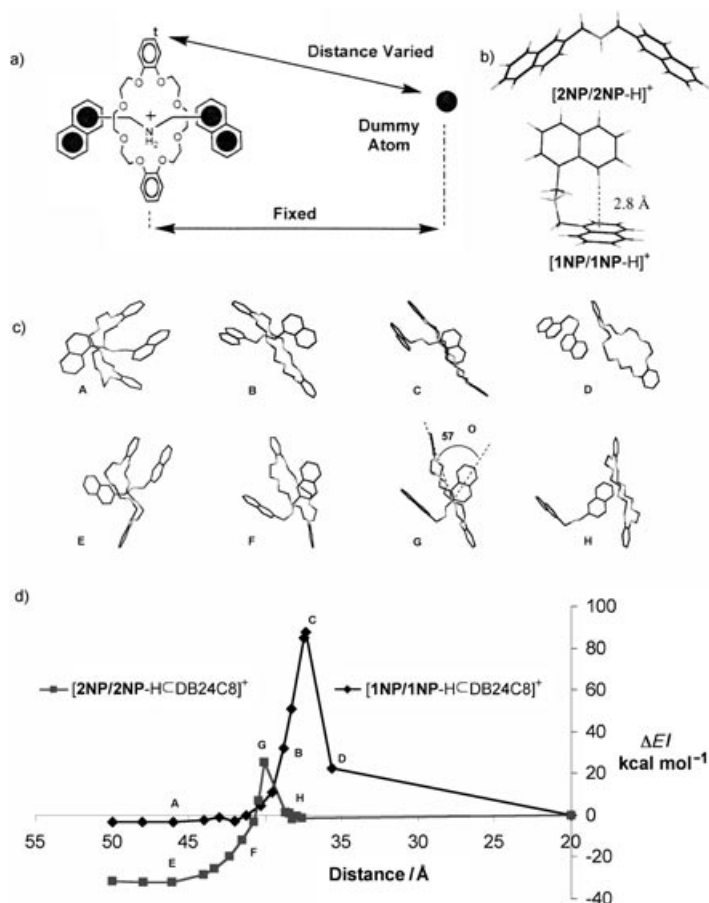 a)
t
Distance Varied
O
O
O
O
O
O
O
O
+
N
H2
Dummy
Atom
Fixed
b)
[2NP/2NP-H]+
2.8 Å
[1NP/1NP-H]+
c)
A
B
C
D
E
F
57
O
G
H
d)
[2NP/2NP-H⊂DB24C8]+
[1NP/1NP-H⊂DB24C8]+
100
80
60
40
20
0
-20
-40
ΔE/
kcal mol−1
A
B
C
D
E
F
G
H
55
50
45
40
35
30
25
20
Distance / Å